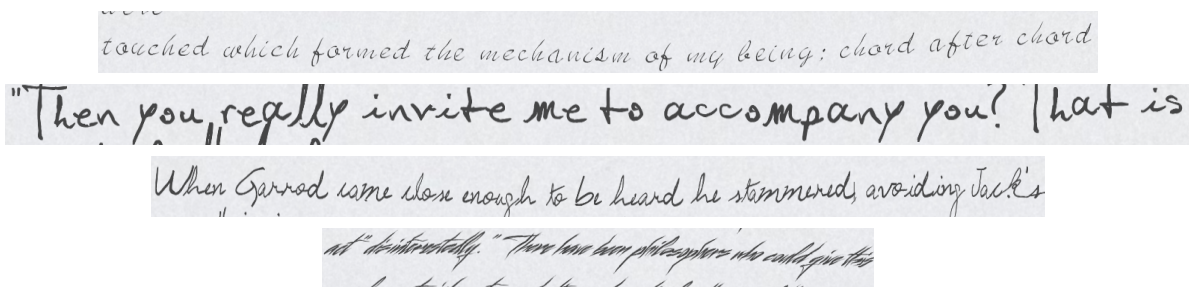 touched which formed the mechanism of my being; chord after chord
"Then you really invite me to accompany you? That is
When Garrod came close enough to be heard he stammered, avoiding Jack's
act "disinterestedly." "There have been philosophers who could give this